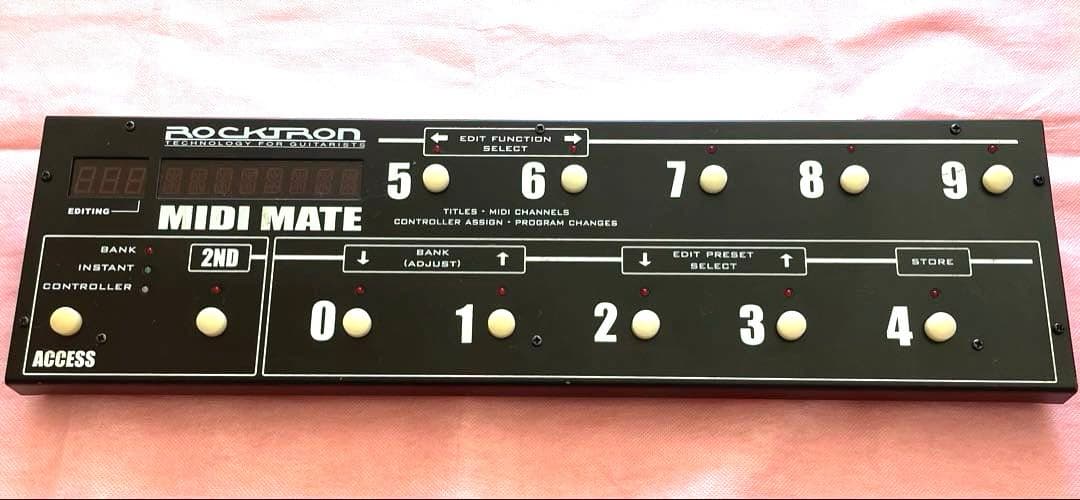 ROCKTRON
TECHNOLOGY FOR GUITARISTS
← EDIT FUNCTION →
SELECT
5 6 7 8 9
EDITING
MIDI MATE
TITLES • MIDI CHANNELS
CONTROLLER ASSIGN • PROGRAM CHANGES
BANK
INSTANT
CONTROLLER
2ND
↓ BANK ↑
(ADJUST)
↓ EDIT PRESET ↑
SELECT
STORE
0 1 2 3 4
ACCESS